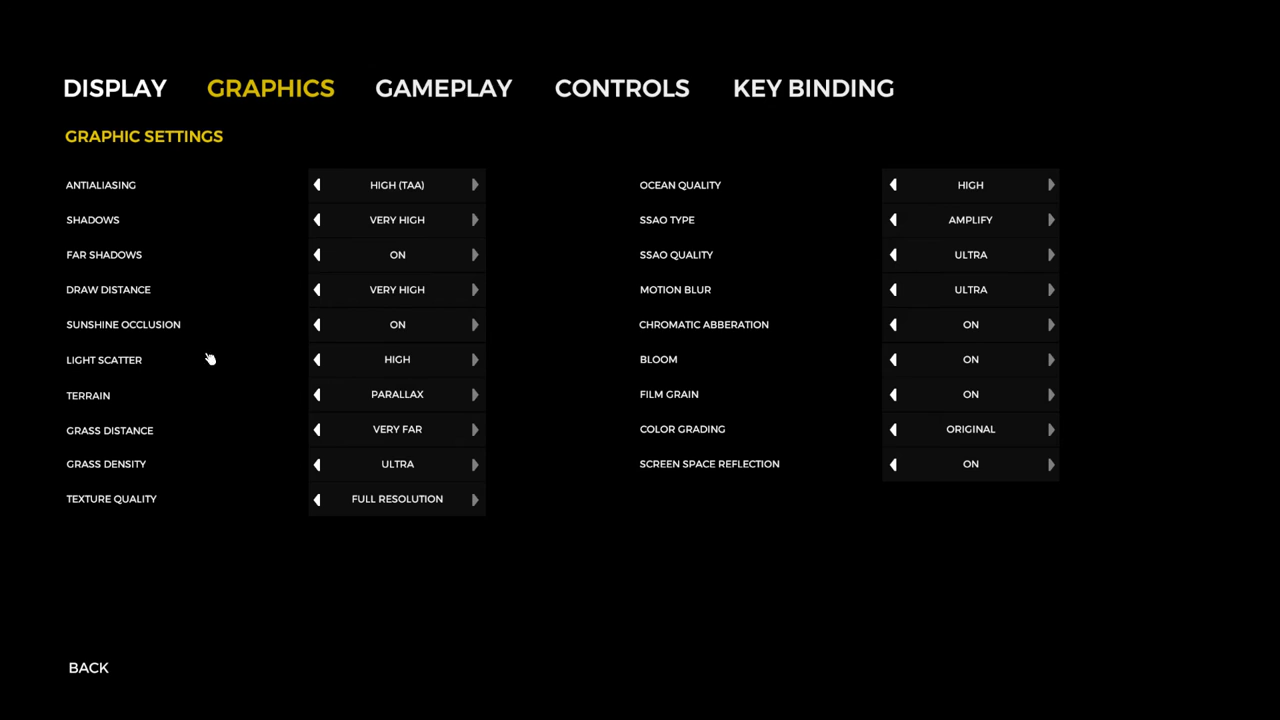 DISPLAY GRAPHICS GAMEPLAY CONTROLS KEY BINDING
GRAPHIC SETTINGS
ANTIALIASING HIGH (TAA)
SHADOWS VERY HIGH
FAR SHADOWS ON
DRAW DISTANCE VERY HIGH
SUNSHINE OCCLUSION ON
LIGHT SCATTER HIGH
TERRAIN PARALLAX
GRASS DISTANCE VERY FAR
GRASS DENSITY ULTRA
TEXTURE QUALITY FULL RESOLUTION
OCEAN QUALITY HIGH
SSAO TYPE AMPLIFY
SSAO QUALITY ULTRA
MOTION BLUR ULTRA
CHROMATIC ABBERATION ON
BLOOM ON
FILM GRAIN ON
COLOR GRADING ORIGINAL
SCREEN SPACE REFLECTION ON
BACK